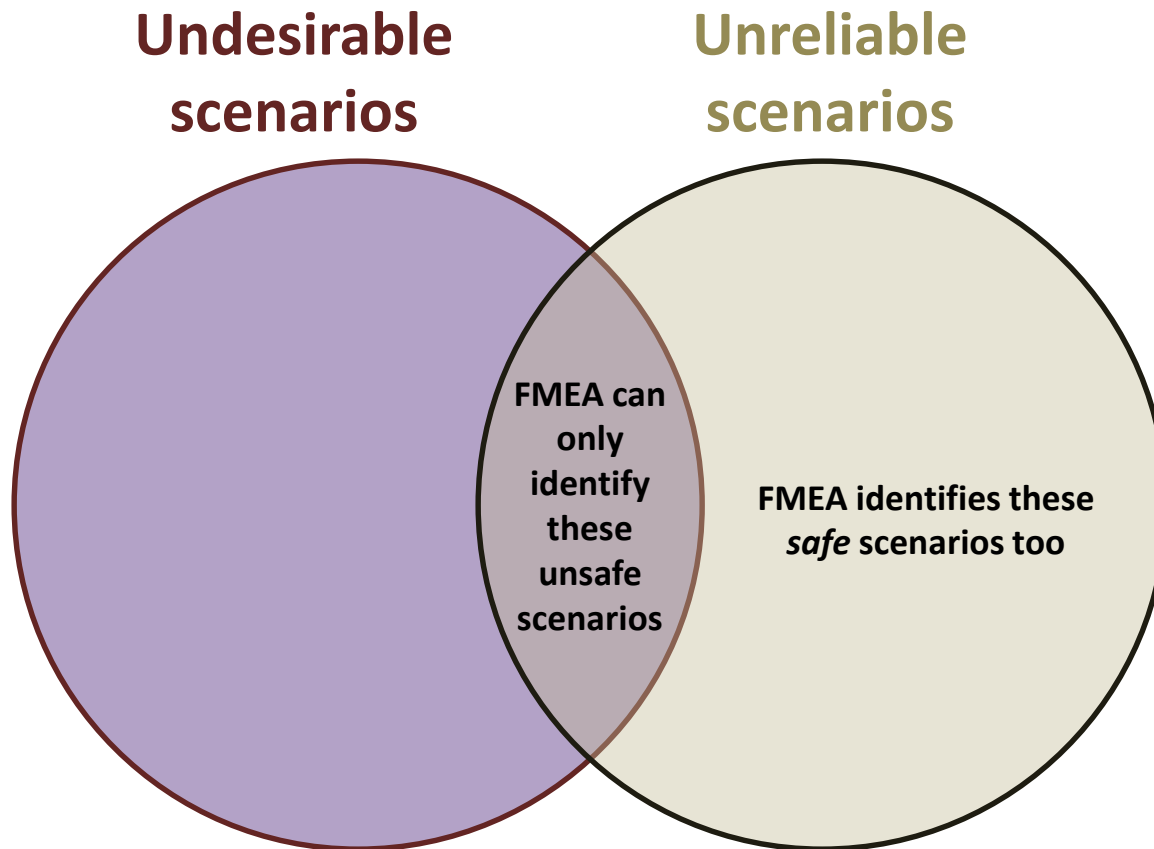 Undesirable
scenarios
Unreliable
scenarios
FMEA can
only
identify
these
unsafe
scenarios
FMEA identifies these
safe scenarios too